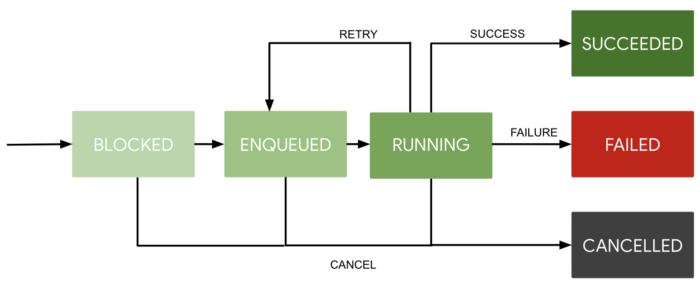 RETRY
SUCCESS
SUCCEEDED
BLOCKED
ENQUEUED
RUNNING
FAILURE
FAILED
CANCEL
CANCELLED